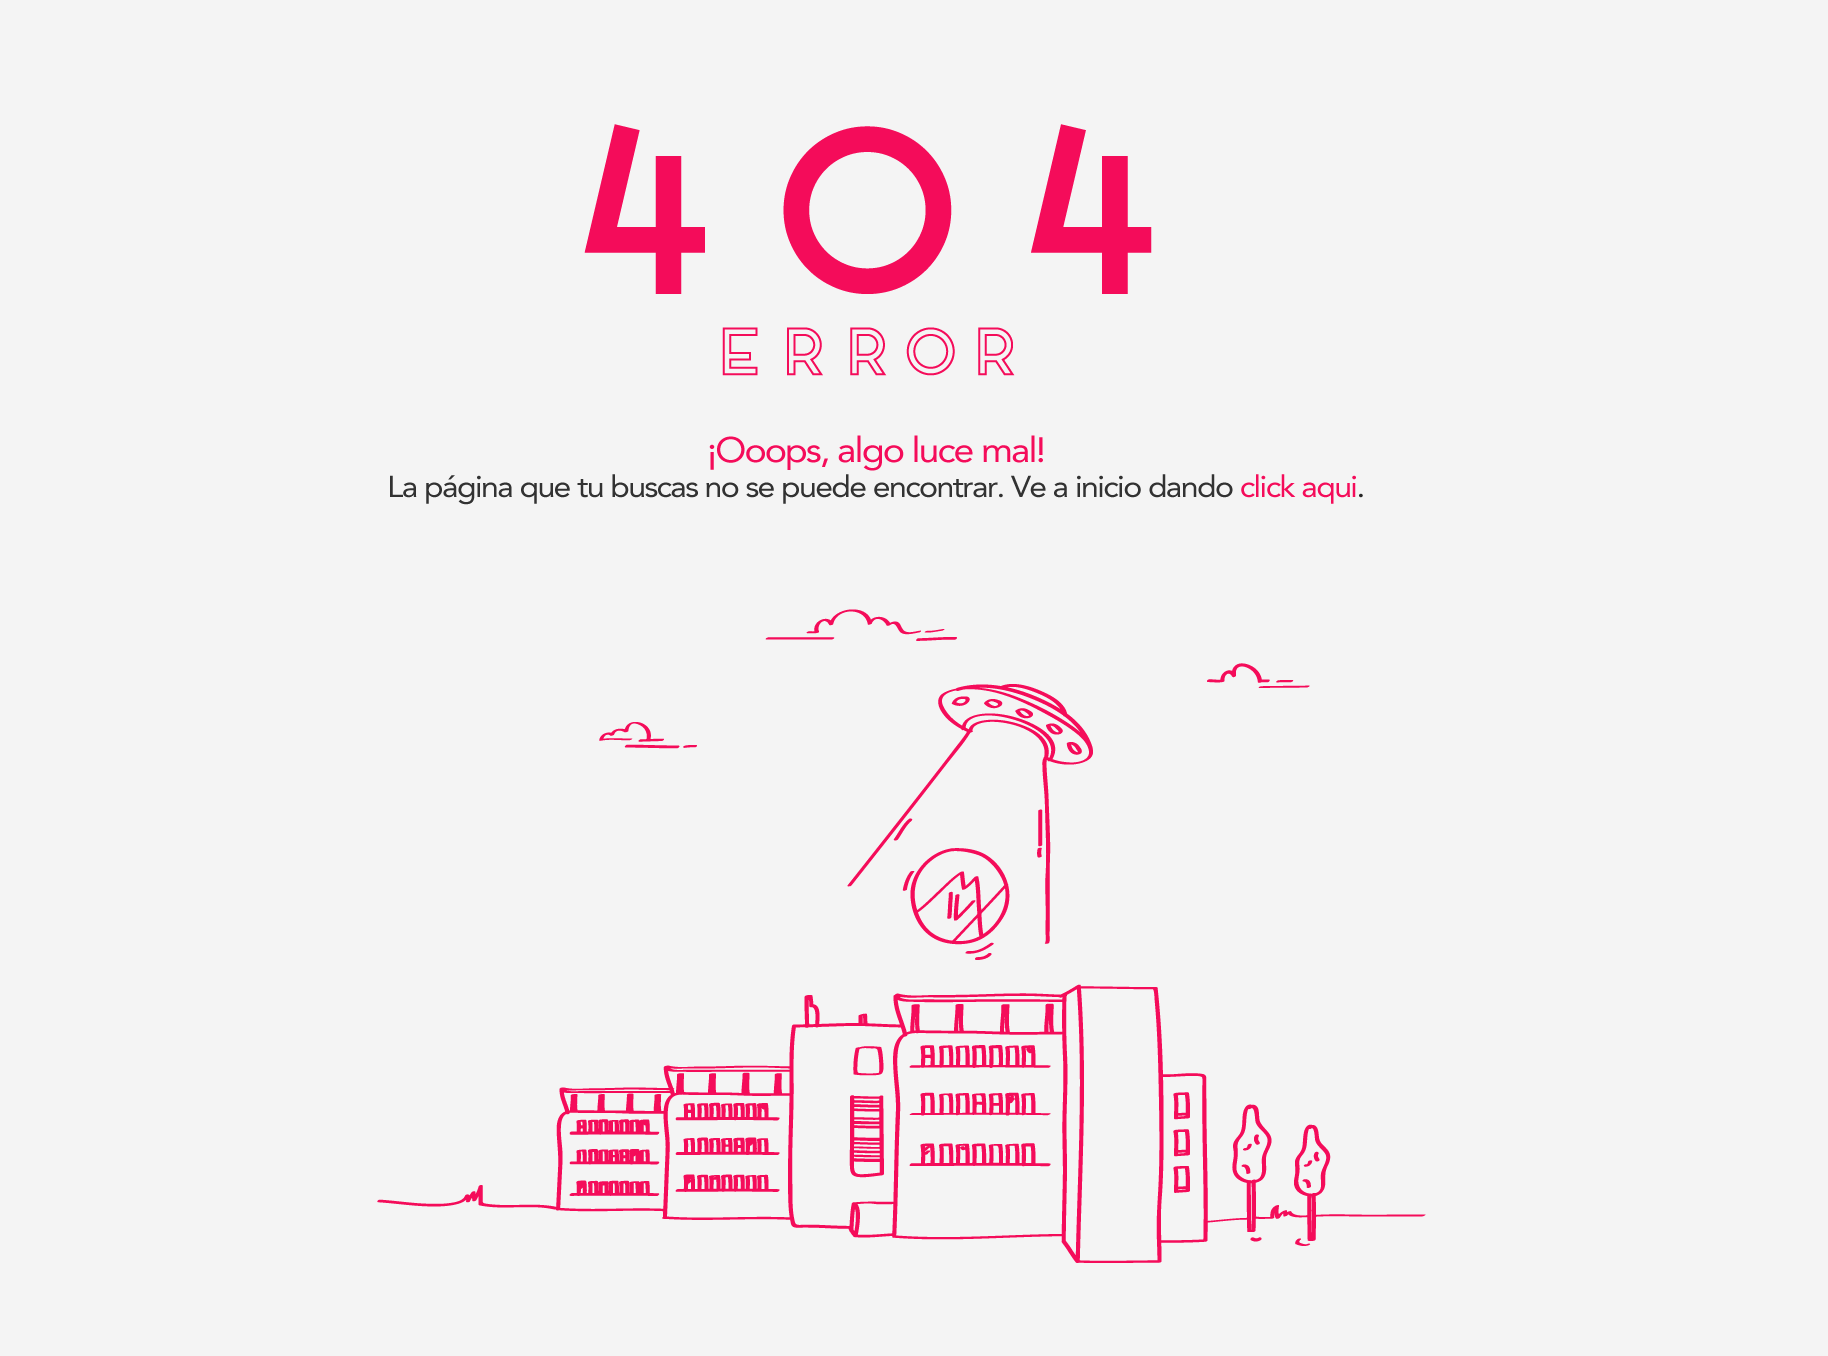 404
ERROR
¡Ooops, algo luce mal!
La página que tu buscas no se puede encontrar. Ve a inicio dando click aqui.